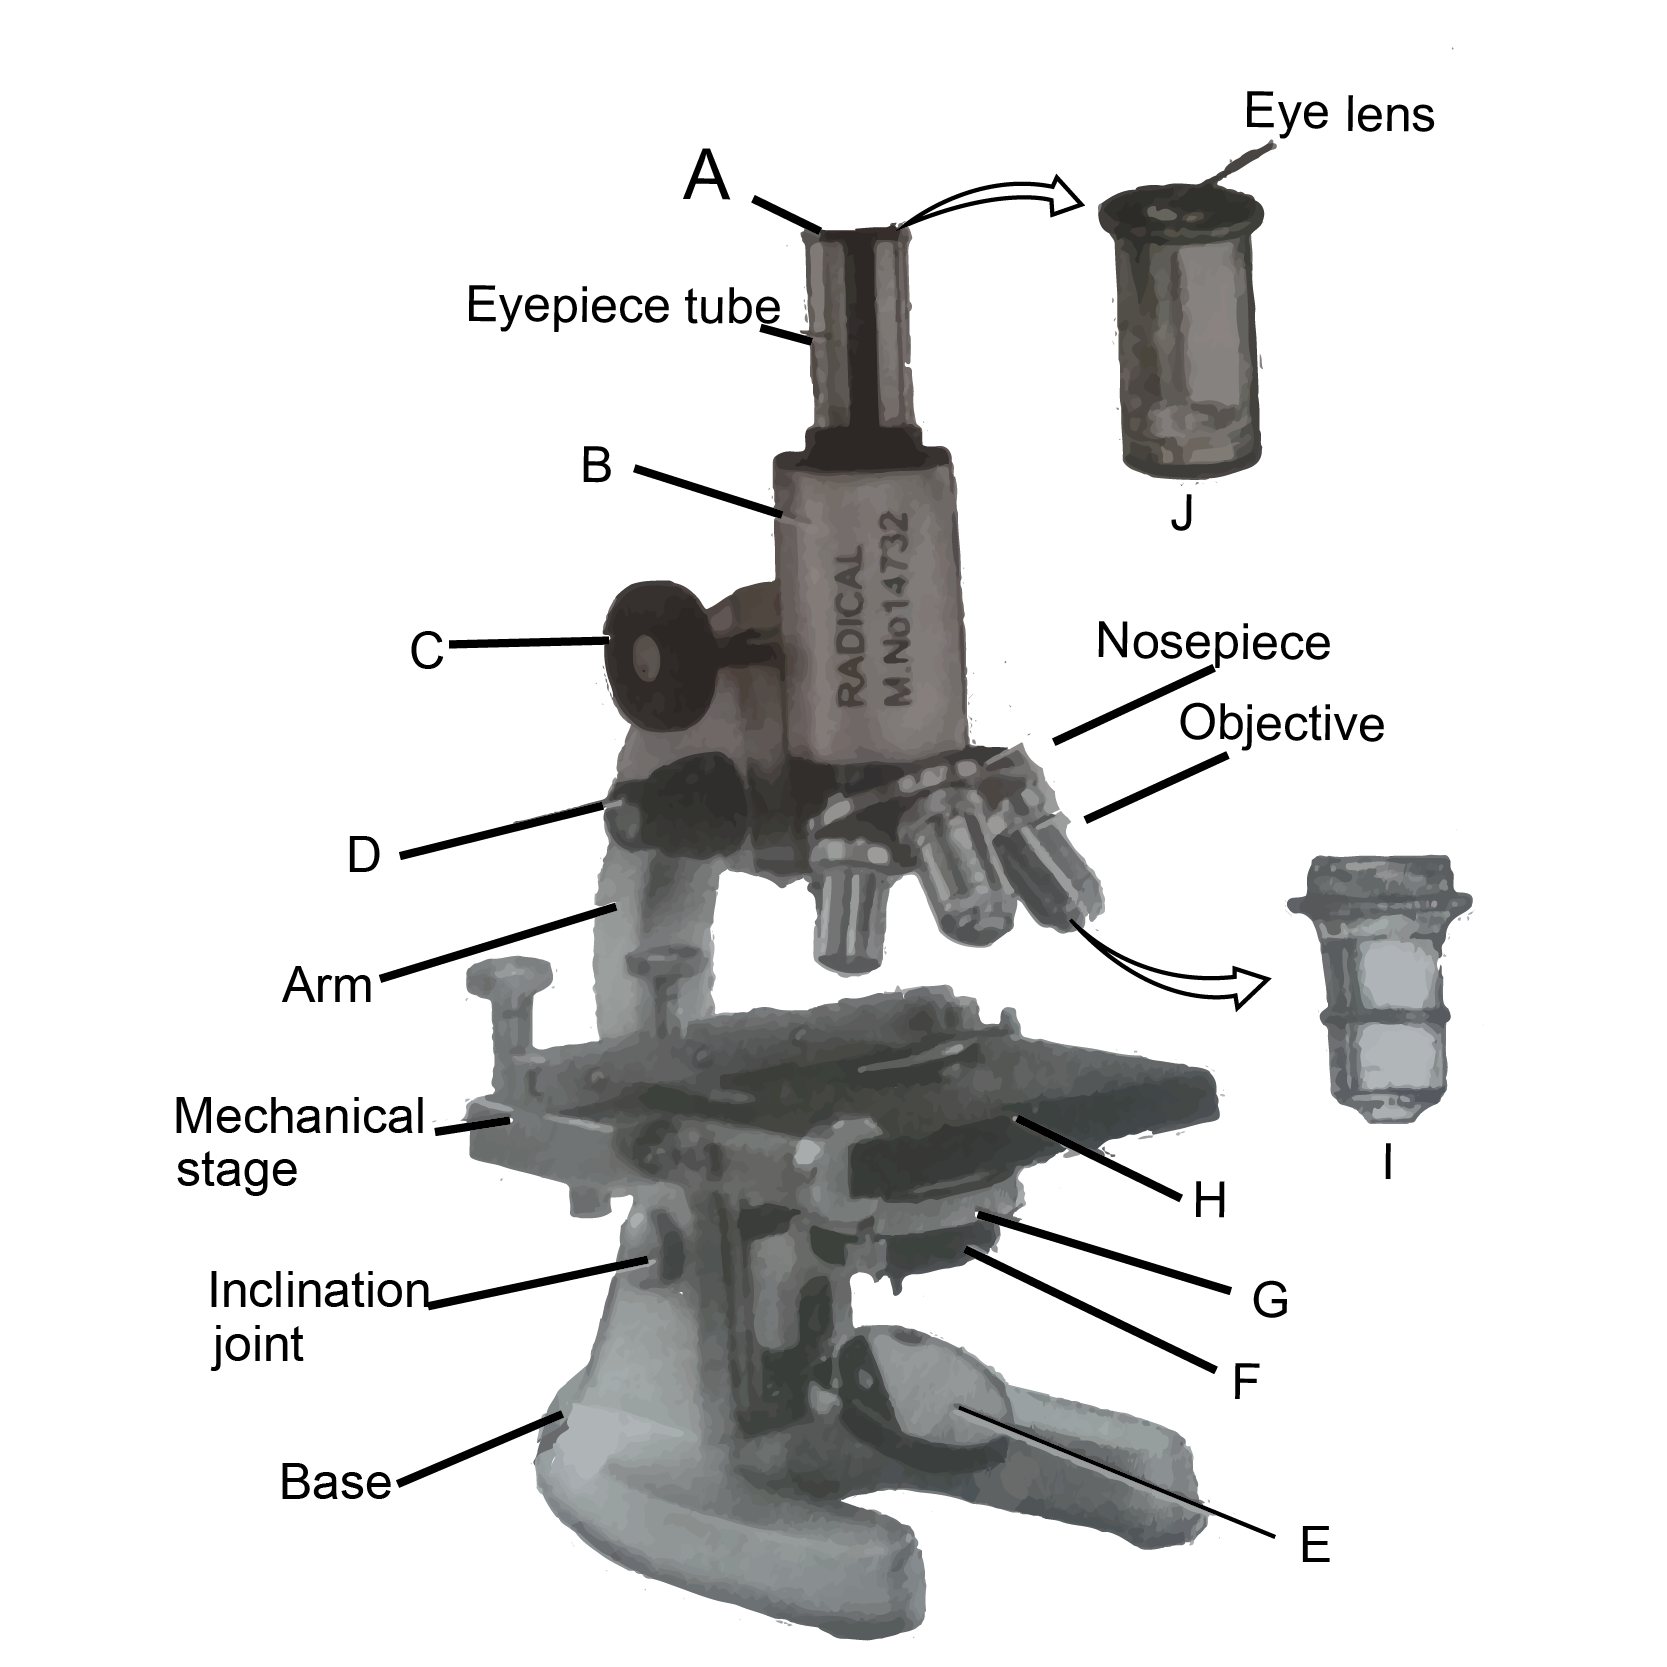 Eye lens
A
Eyepiece tube
B
J
RADICAL
M.No14732
C
Nosepiece
Objective
D
Arm
Mechanical
stage
I
H
Inclination
joint
G
F
Base
E